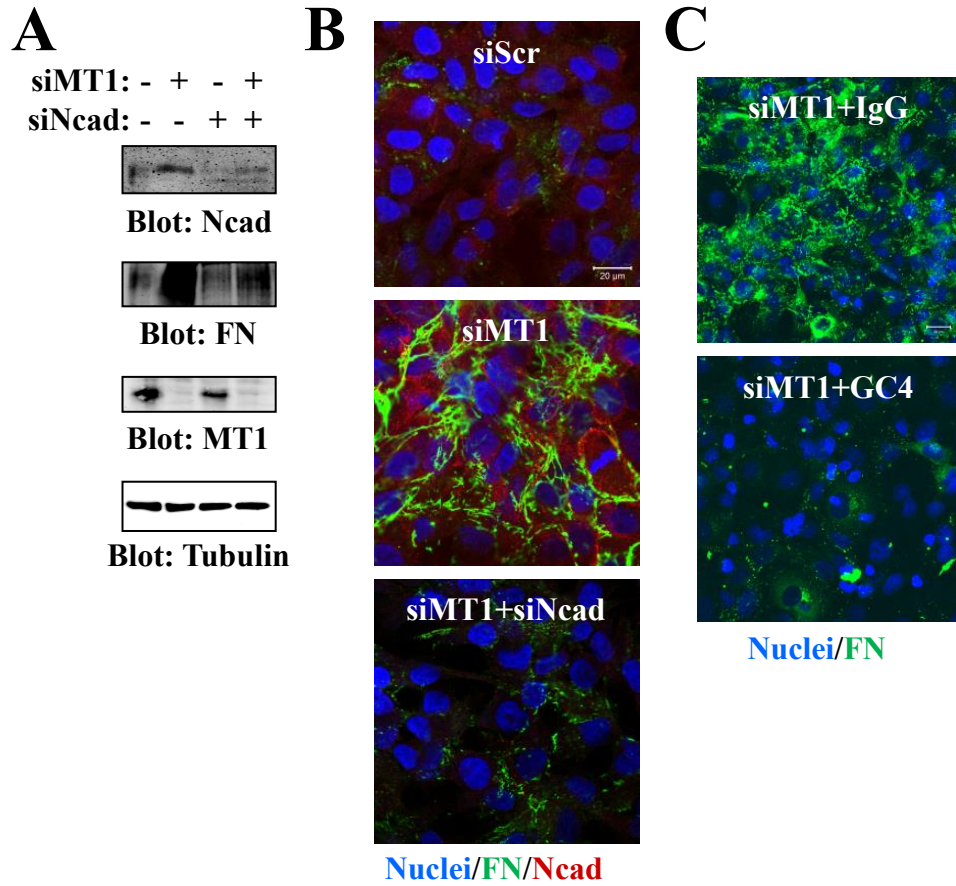 A
siMT1: - + - +
siNcad: - - + +
Blot: Ncad
Blot: FN
Blot: MT1
Blot: Tubulin
B
siScr
20 µm
siMT1
siMT1+siNcad
Nuclei/FN/Ncad
C
siMT1+IgG
siMT1+GC4
Nuclei/FN